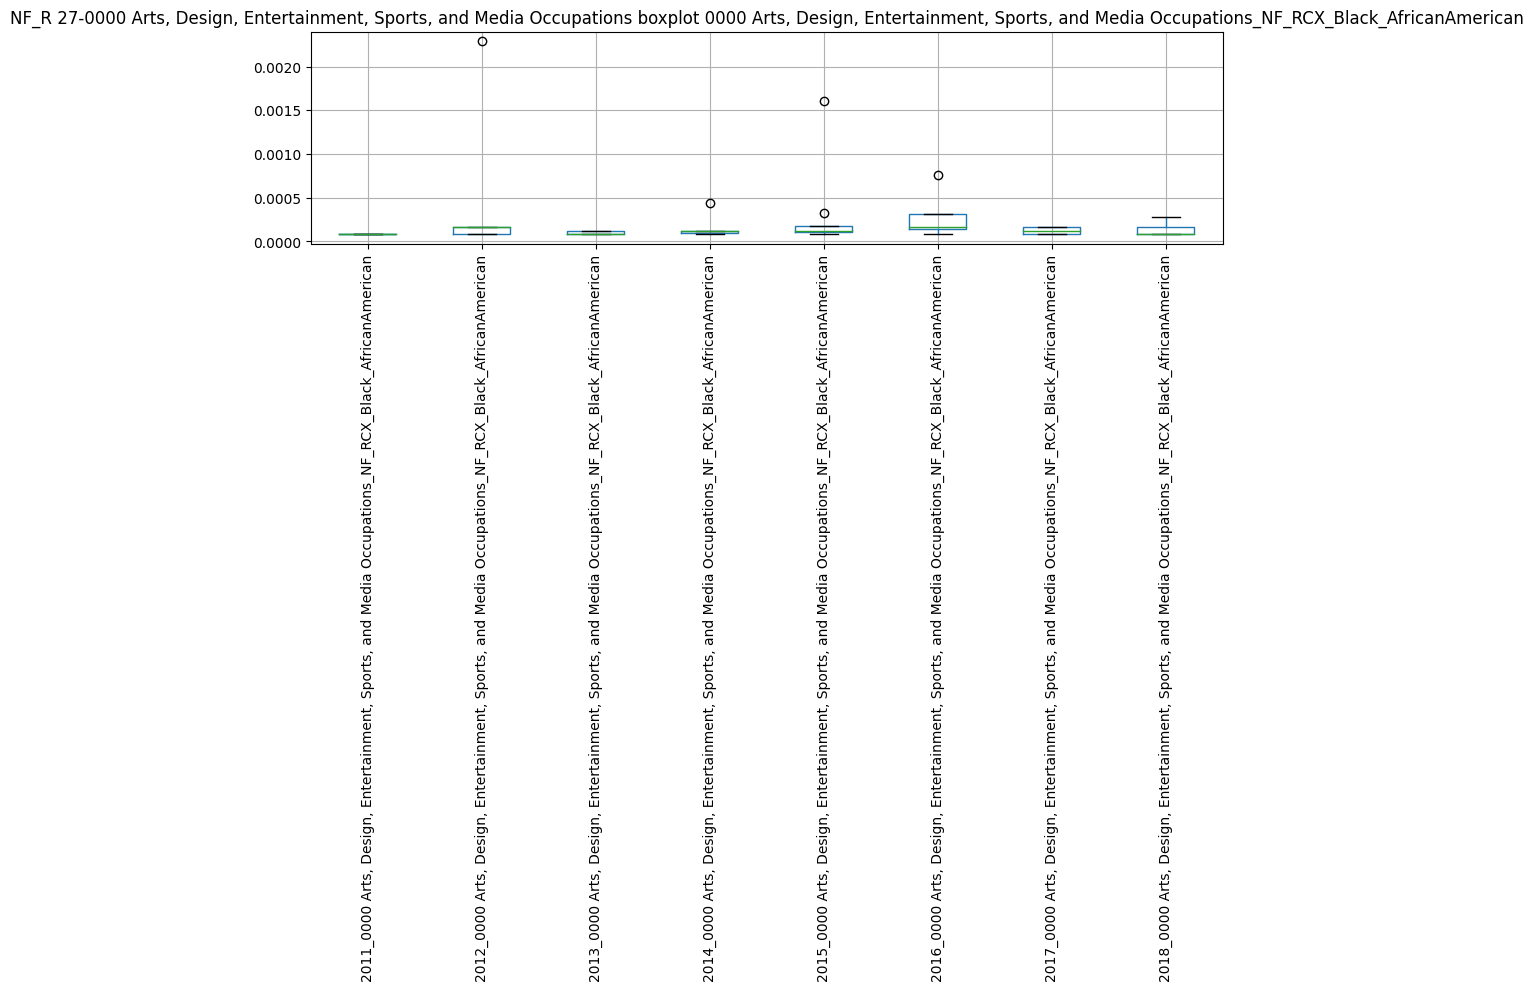 NF_R 27-0000 Arts, Design, Entertainment, Sports, and Media Occupations boxplot 0000 Arts, Design, Entertainment, Sports, and Media Occupations_NF_RCX_Black_AfricanAmerican
0.0020
0.0015
0.0010
0.0005
0.0000
2011_0000 Arts, Design, Entertainment, Sports, and Media Occupations_NF_RCX_Black_AfricanAmerican
2012_0000 Arts, Design, Entertainment, Sports, and Media Occupations_NF_RCX_Black_AfricanAmerican
2013_0000 Arts, Design, Entertainment, Sports, and Media Occupations_NF_RCX_Black_AfricanAmerican
2014_0000 Arts, Design, Entertainment, Sports, and Media Occupations_NF_RCX_Black_AfricanAmerican
2015_0000 Arts, Design, Entertainment, Sports, and Media Occupations_NF_RCX_Black_AfricanAmerican
2016_0000 Arts, Design, Entertainment, Sports, and Media Occupations_NF_RCX_Black_AfricanAmerican
2017_0000 Arts, Design, Entertainment, Sports, and Media Occupations_NF_RCX_Black_AfricanAmerican
2018_0000 Arts, Design, Entertainment, Sports, and Media Occupations_NF_RCX_Black_AfricanAmerican